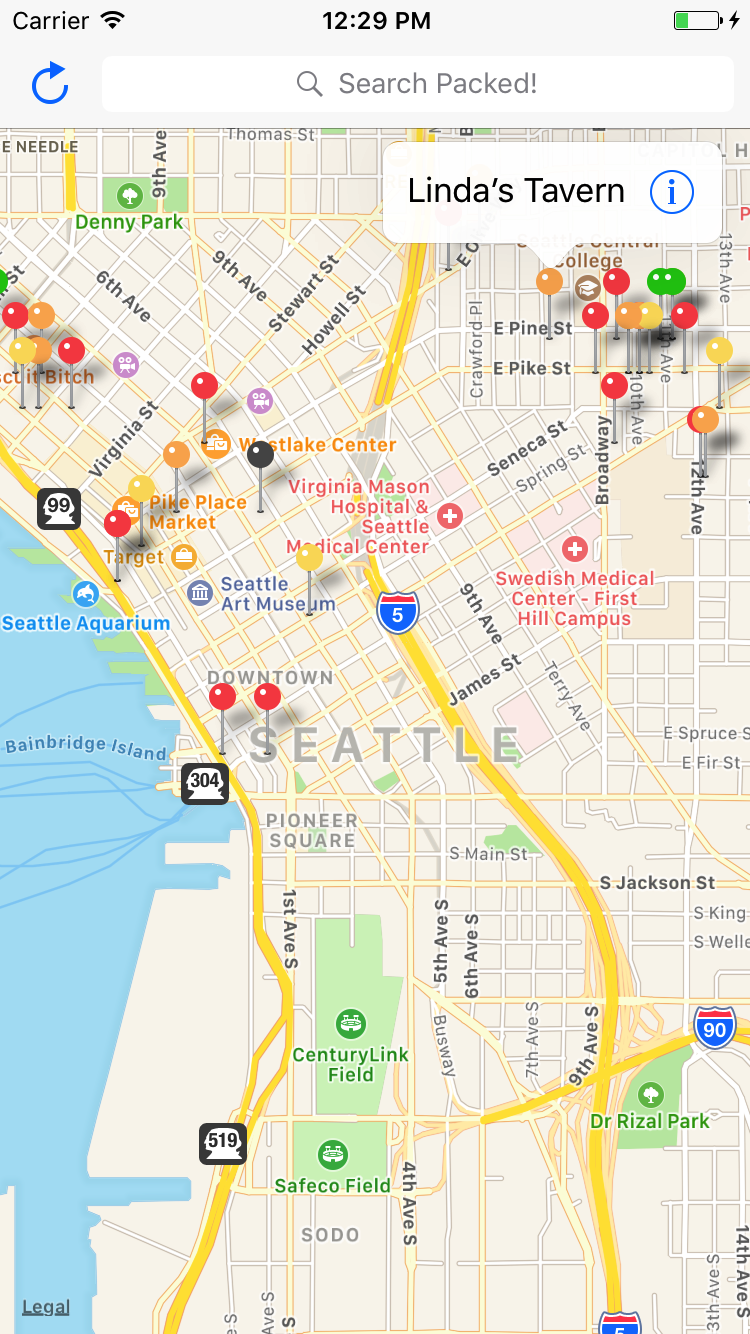 Carrier 12:29 PM
Search Packed!
Thomas St
E NEEDLE
9th Ave
CAPITOL H
Linda's Tavern
Denny Park
13th Ave
Seattle Central
College
9th Ave
Stewart St
6th Ave
Howell St
Crawford Pl
E Pine St
11th Ave
E Pike St
10th Ave
Virginia St
Westlake Center
Seneca St
Spring St
Broadway
12th Ave
99
Pike Place
Market
Virginia Mason
Hospital &
Seattle
Medical Center
Target
Seattle
Art Museum
Seattle Aquarium
Swedish Medical
Center - First
Hill Campus
5
9th Ave
James St
Terry Ave
DOWNTOWN
SEATTLE
Bainbridge Island
E Spruce S
E Fir St
304
PIONEER
SQUARE
S Main St
S Jackson St
1st Ave S
5th Ave S
6th Ave S
S King
S Welle
CenturyLink
Field
Busway
7th Ave S
9th Ave S
90
Dr Rizal Park
519
Safeco Field
4th Ave S
SODO
14th Ave S
13th Ave S
Legal
5